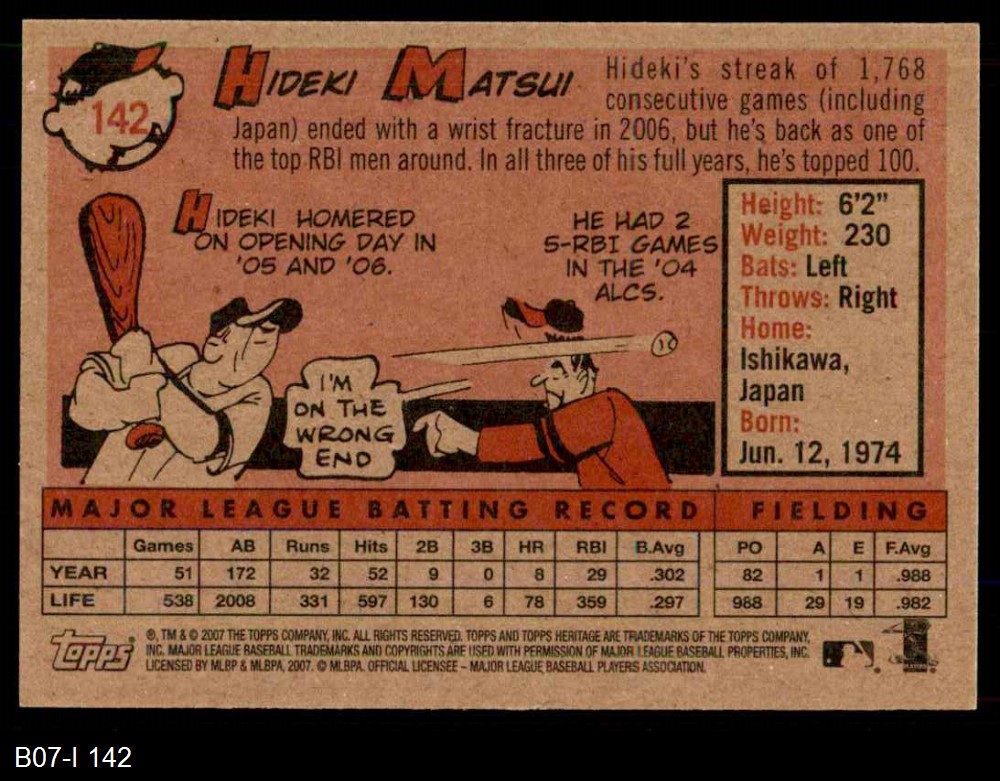 142
HIDEKI MATSUI
Hideki's streak of 1,768
consecutive games (including
Japan) ended with a wrist fracture in 2006, but he's back as one of
the top RBI men around. In all three of his full years, he's topped 100.
HIDEKI HOMERED
ON OPENING DAY IN
'05 AND '06.
HE HAD 2
5-RBI GAMES
IN THE '04
ALCS.
I'M
ON THE
WRONG
END
Height: 6'2"
Weight: 230
Bats: Left
Throws: Right
Home:
Ishikawa,
Japan
Born:
Jun. 12, 1974
MAJOR LEAGUE BATTING RECORD FIELDING
Games AB Runs Hits 2B 3B HR RBI B.Avg PO A E F.Avg
YEAR 51 172 32 52 9 0 8 29 .302 82 1 1 .988
LIFE 538 2008 331 597 130 6 78 359 .297 988 29 19 .982
Topps
®, TM & © 2007 THE TOPPS COMPANY, INC. ALL RIGHTS RESERVED. TOPPS AND TOPPS HERITAGE ARE TRADEMARKS OF THE TOPPS COMPANY,
INC. MAJOR LEAGUE BASEBALL TRADEMARKS AND COPYRIGHTS ARE USED WITH PERMISSION OF MAJOR LEAGUE BASEBALL PROPERTIES, INC.
LICENSED BY MLBP & MLBPA, 2007. © MLBPA. OFFICIAL LICENSEE – MAJOR LEAGUE BASEBALL PLAYERS ASSOCIATION.
B07-I 142